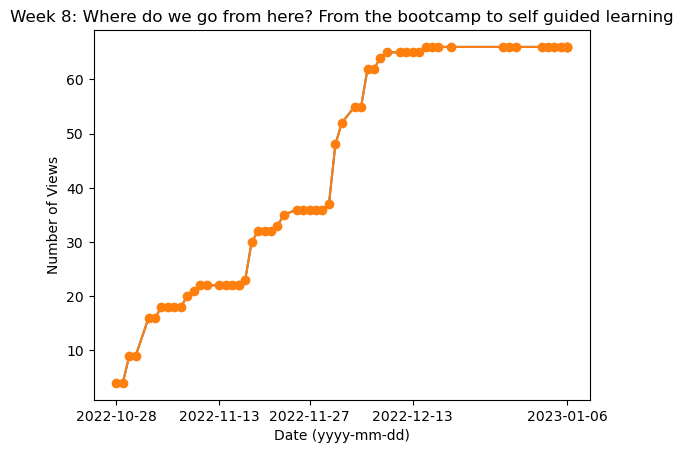 Week 8: Where do we go from here? From the bootcamp to self guided learning
Number of Views
60
50
40
30
20
10
2022-10-28 2022-11-13 2022-11-27 2022-12-13 2023-01-06
Date (yyyy-mm-dd)